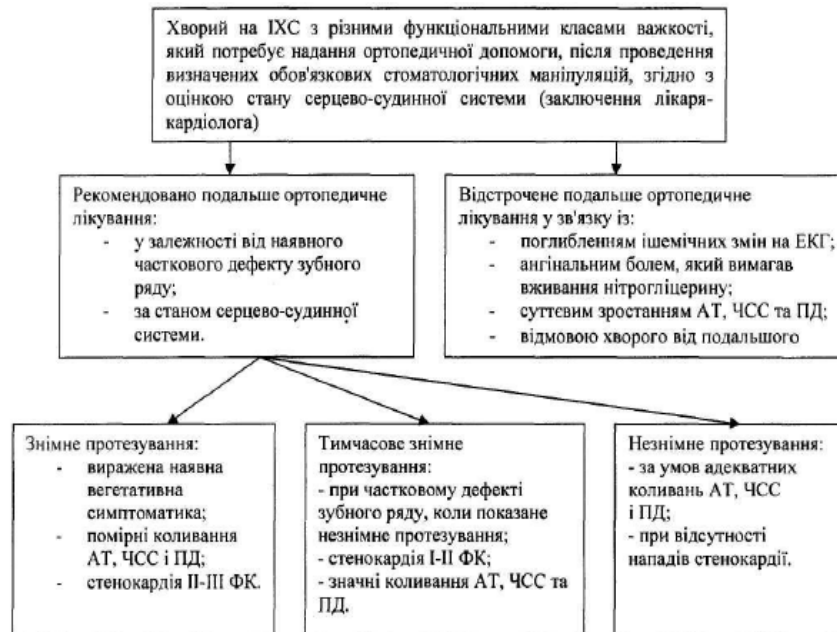 Хворий на ІХС з різними функціональними класами важкості,
який потребує надання ортопедичної допомоги, після проведення
визначених обов'язкових стоматологічних маніпуляцій, згідно з
оцінкою стану серцево-судинної системи (заключення лікаря-
кардіолога)
Рекомендовано подальше ортопедичне
лікування:
- у залежності від наявного
часткового дефекту зубного
ряду;
- за станом серцево-судинної
системи.
Відстрочене подальше ортопедичне
лікування у зв'язку із:
- поглибленням ішемічних змін на ЕКГ;
- ангінальним болем, який вимагав
вживання нітрогліцерину;
- суттєвим зростанням АТ, ЧСС та ПД;
- відмовою хворого від подальшого
Знімне протезування:
- виражена наявна
вегетативна
симптоматика;
- помірні коливання
АТ, ЧСС і ПД;
- стенокардія ІІ-ІІІ ФК.
Тимчасове знімне
протезування:
- при частковому дефекті
зубного ряду, коли показане
незнімне протезування;
- стенокардія І-ІІ ФК;
- значні коливання АТ, ЧСС та
ПД.
Незнімне протезування:
- за умов адекватних
коливань АТ, ЧСС
і ПД;
- при відсутності
нападів стенокардії.